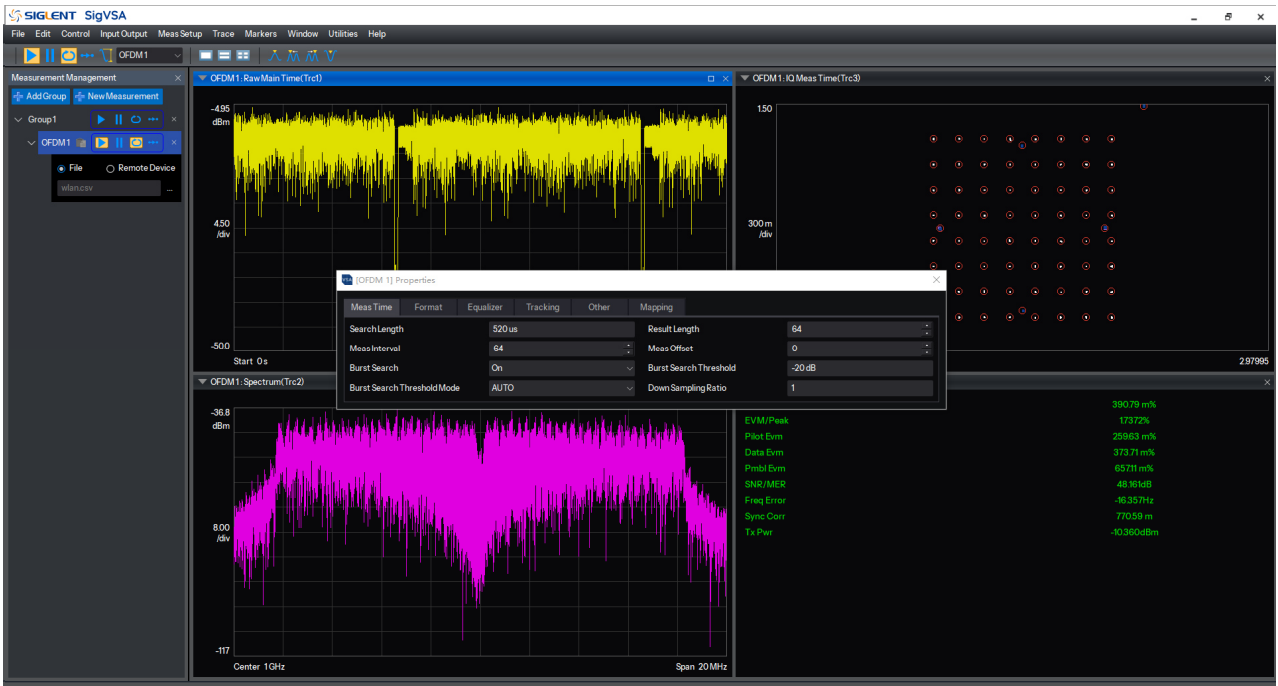 SIGLENT SigVSA
File Edit Control Input Output Meas Setup Trace Markers Window Utilities Help
OFDM 1
Measurement Management
Add Group New Measurement
Group1
OFDM1
File Remote Device
wlan.csv ...
OFDM1: Raw Main Time(Trc1)
-4.95
dBm
4.50
/div
-50.0
Start 0 s
OFDM1: IQ Meas Time(Trc3)
150
300 m
/div
2.97995
[OFDM 1] Properties
Meas Time Format Equalizer Tracking Other Mapping
Search Length 520 us Result Length 64
Meas Interval 64 Meas Offset 0
Burst Search On Burst Search Threshold -20 dB
Burst Search Threshold Mode AUTO Down Sampling Ratio 1
OFDM1: Spectrum(Trc2)
-36.8
dBm
8.00
/div
-117
Center 1 GHz Span 20 MHz
390.79 m%
EVM/Peak 1.7372%
Pilot Evm 259.63 m%
Data Evm 373.71 m%
Pmbl Evm 657.11 m%
SNR/MER 48.161dB
Freq Error -16.357Hz
Sync Corr 770.59 m
Tx Pwr -10.360dBm